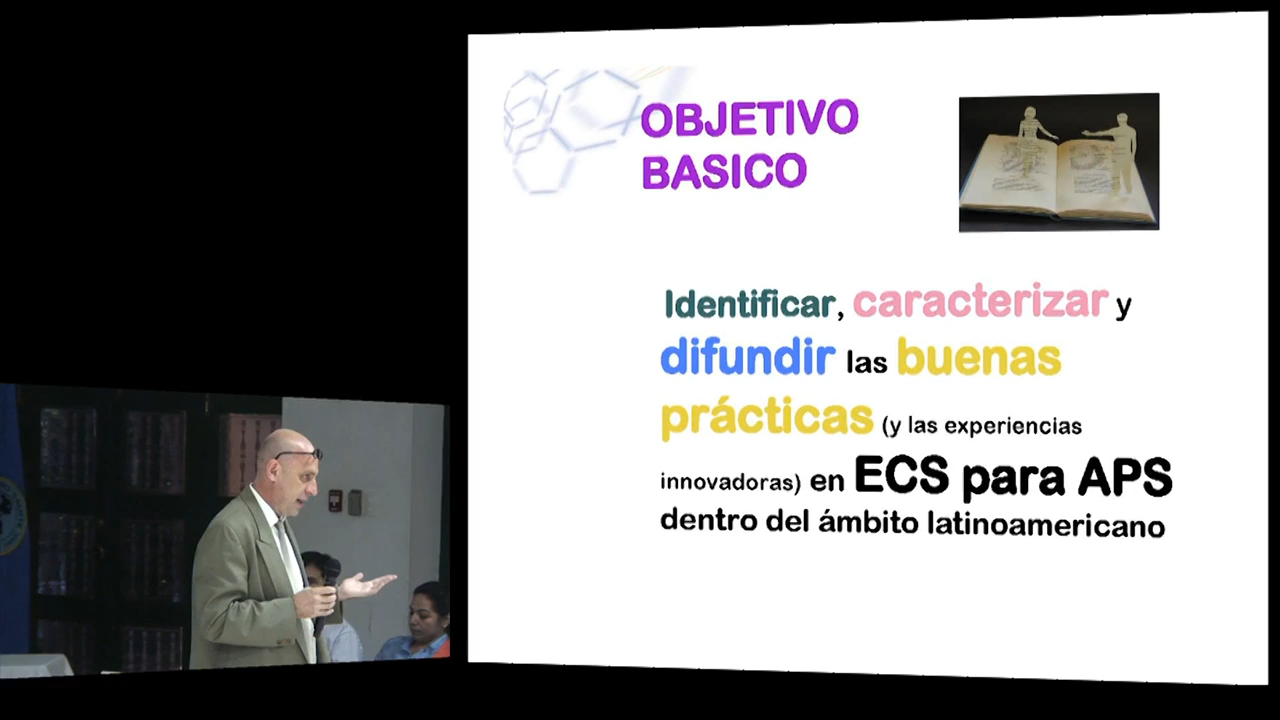 OBJETIVO
BASICO
Identificar, caracterizar y
difundir las buenas
prácticas (y las experiencias
innovadoras) en ECS para APS
dentro del ámbito latinoamericano